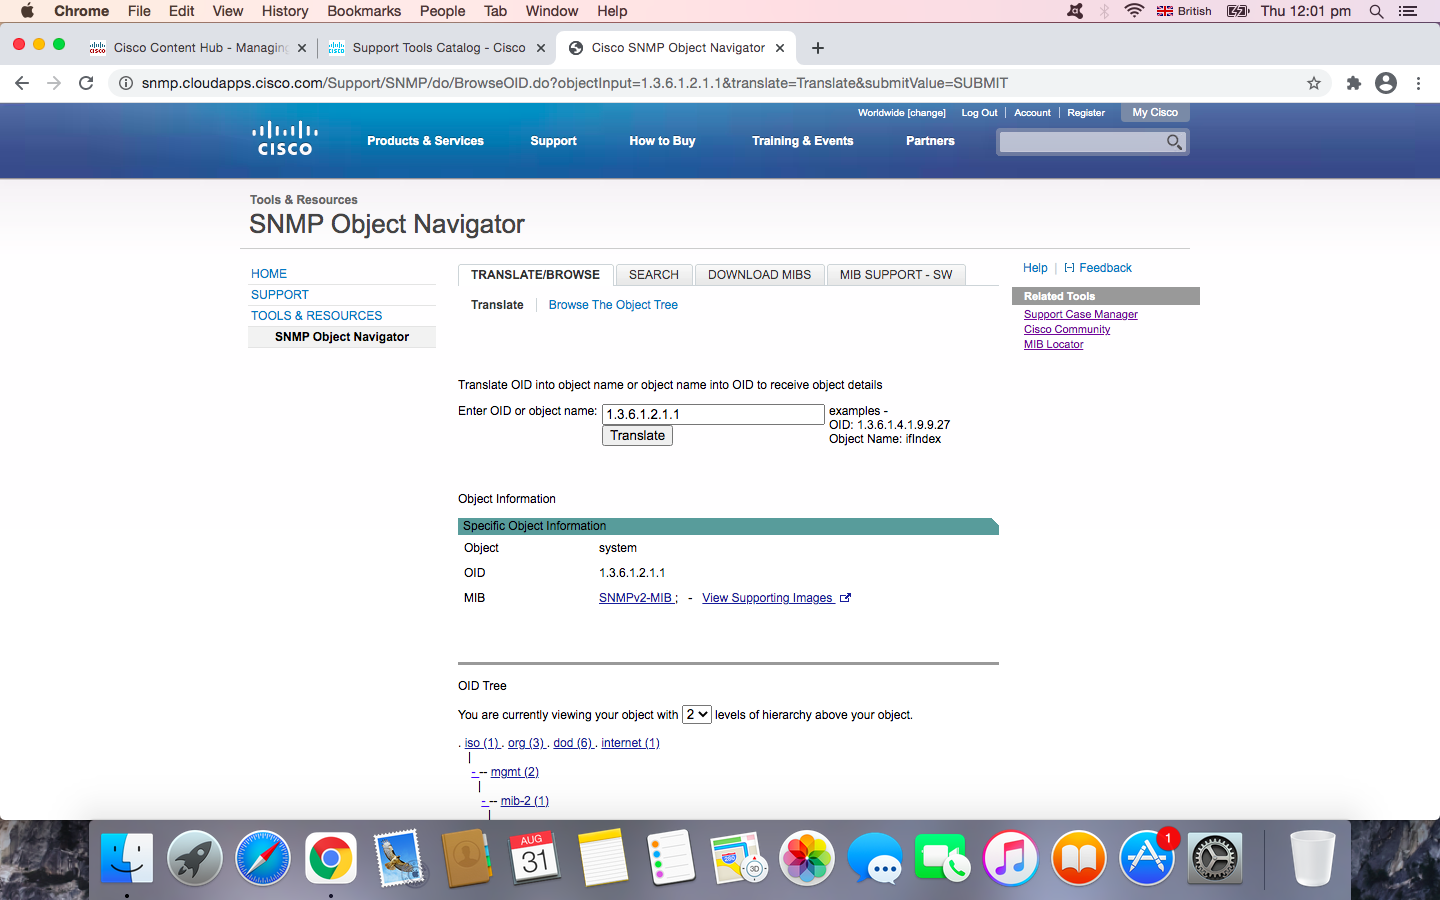 Chrome File Edit View History Bookmarks People Tab Window Help British Thu 12:01 pm
Cisco Content Hub - Managing Support Tools Catalog - Cisco Cisco SNMP Object Navigator
snmp.cloudapps.cisco.com/Support/SNMP/do/BrowseOID.do?objectInput=1.3.6.1.2.1.1&translate=Translate&submitValue=SUBMIT
Worldwide [change] Log Out Account Register My Cisco
CISCO Products & Services Support How to Buy Training & Events Partners
Tools & Resources
SNMP Object Navigator
HOME
SUPPORT
TOOLS & RESOURCES
SNMP Object Navigator
TRANSLATE/BROWSE SEARCH DOWNLOAD MIBS MIB SUPPORT - SW
Translate Browse The Object Tree
Help [-] Feedback
Related Tools
Support Case Manager
Cisco Community
MIB Locator
Translate OID into object name or object name into OID to receive object details
Enter OID or object name: 1.3.6.1.2.1.1 examples -
OID: 1.3.6.1.4.1.9.9.27
Translate Object Name: ifIndex
Object Information
Specific Object Information
Object system
OID 1.3.6.1.2.1.1
MIB SNMPv2-MIB ; - View Supporting Images
OID Tree
You are currently viewing your object with 2 levels of hierarchy above your object.
. iso (1) . org (3) . dod (6) . internet (1)
|
- -- mgmt (2)
|
- -- mib-2 (1)
|
AUG
31
280
3D
1